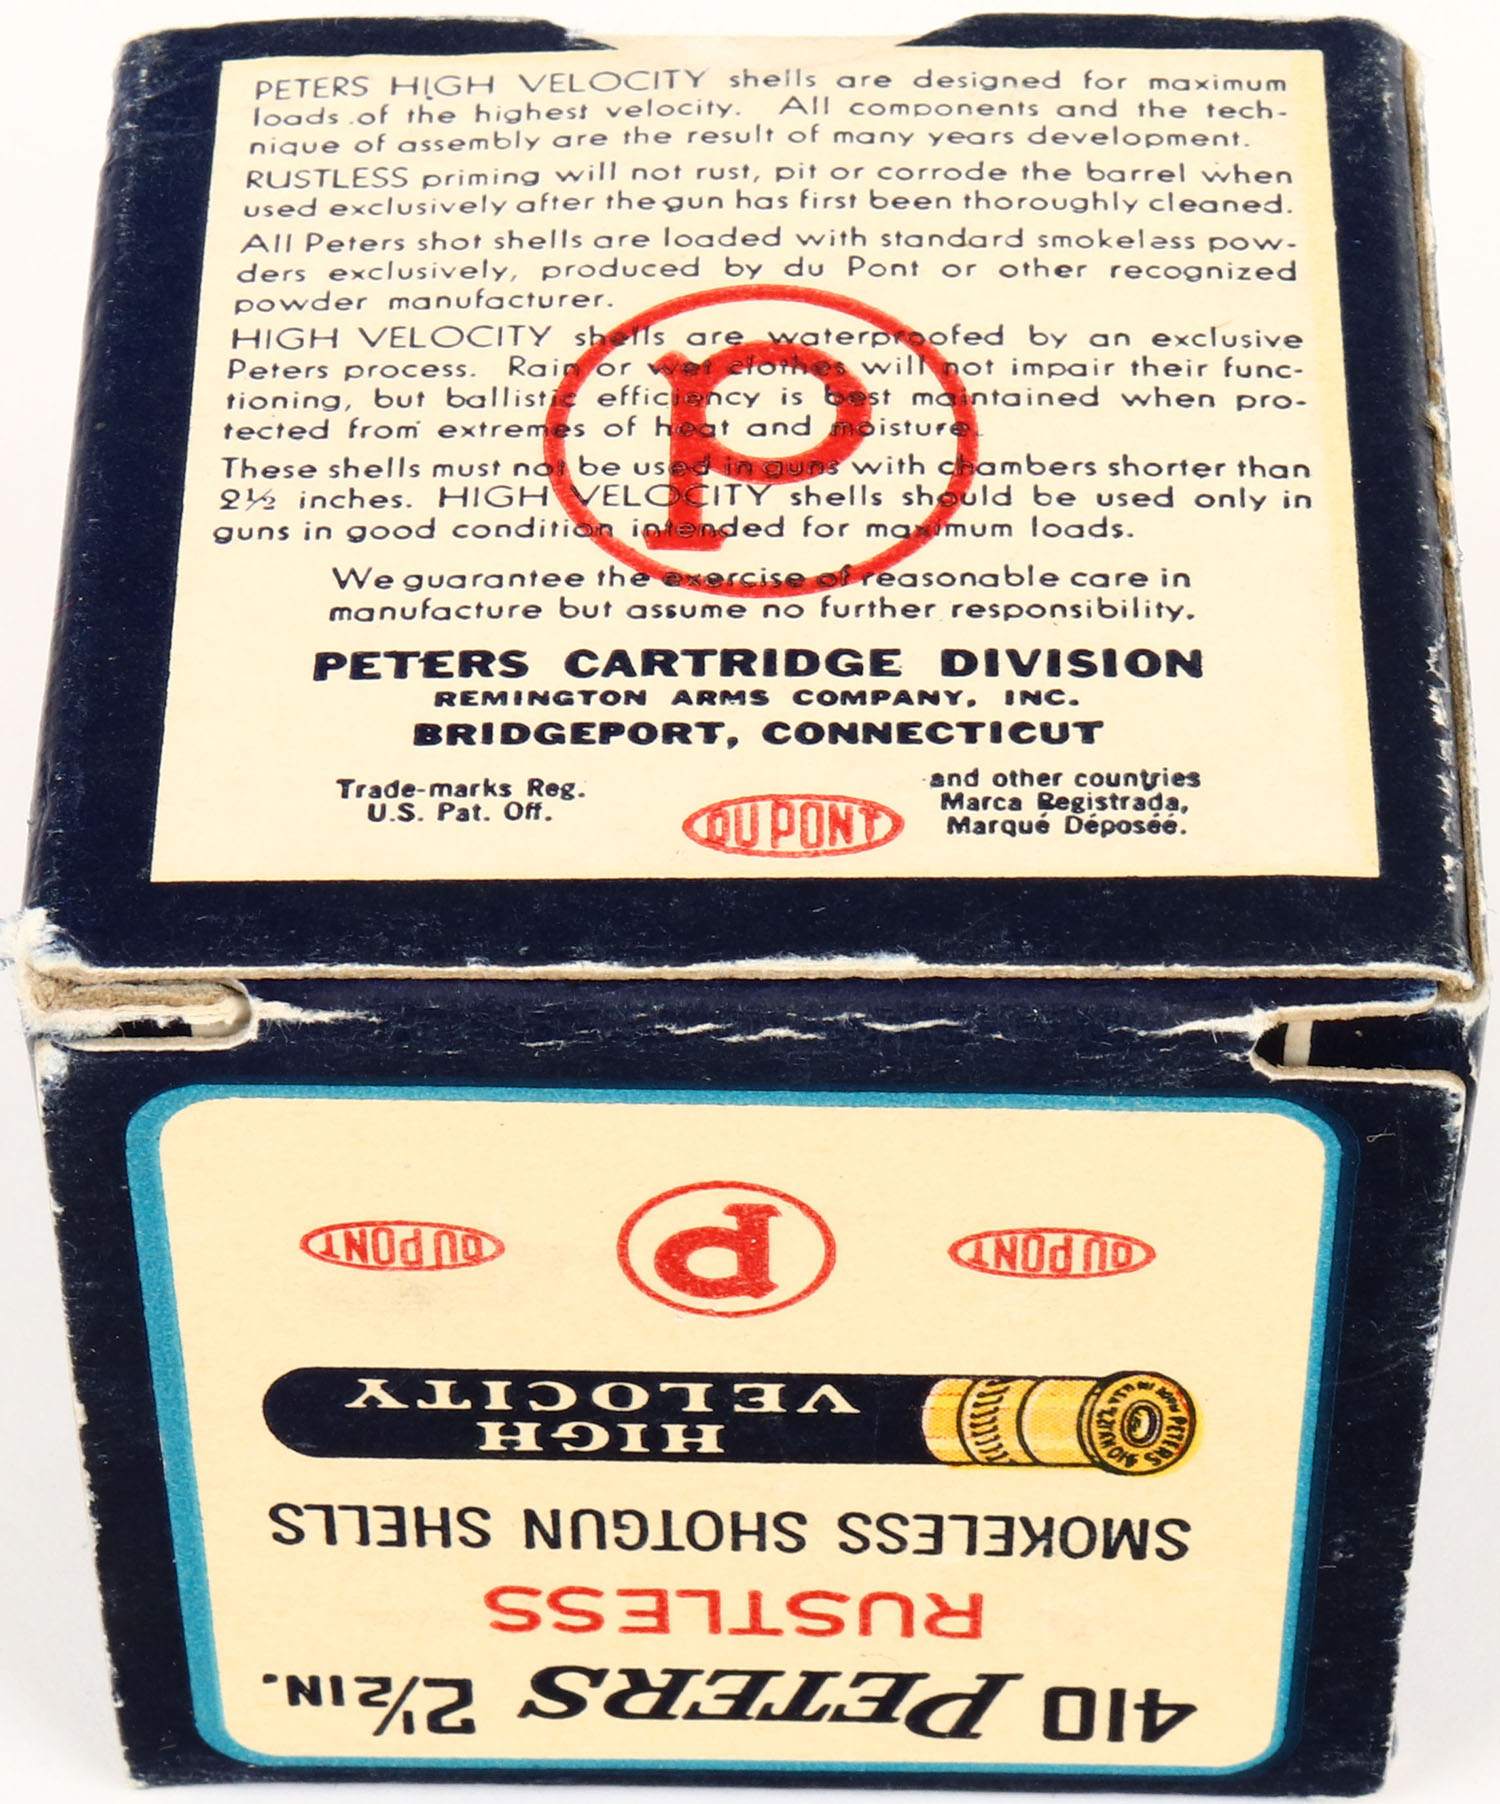 PETERS HIGH VELOCITY shells are designed for maximum
loads of the highest velocity. All components and the tech-
nique of assembly are the result of many years development.
RUSTLESS priming will not rust, pit or corrode the barrel when
used exclusively after the gun has first been thoroughly cleaned.
All Peters shot shells are loaded with standard smokeless pow-
ders exclusively, produced by du Pont or other recognized
powder manufacturer.
HIGH VELOCITY shells are waterproofed by an exclusive
Peters process. Rain or wet clothes will not impair their func-
tioning, but ballistic efficiency is best maintained when pro-
tected from extremes of heat and moisture.
These shells must not be used in guns with chambers shorter than
2½ inches. HIGH VELOCITY shells should be used only in
guns in good condition intended for maximum loads.
We guarantee the exercise of reasonable care in
manufacture but assume no further responsibility.
P
PETERS CARTRIDGE DIVISION
REMINGTON ARMS COMPANY, INC.
BRIDGEPORT, CONNECTICUT
Trade-marks Reg.
U.S. Pat. Off.
DU PONT
and other countries
Marca Registrada,
Marqué Déposéé.
410 PETERS 2½ IN.
RUSTLESS
SMOKELESS SHOTGUN SHELLS
HIGH
VELOCITY
PETERS
DU PONT
P
DU PONT